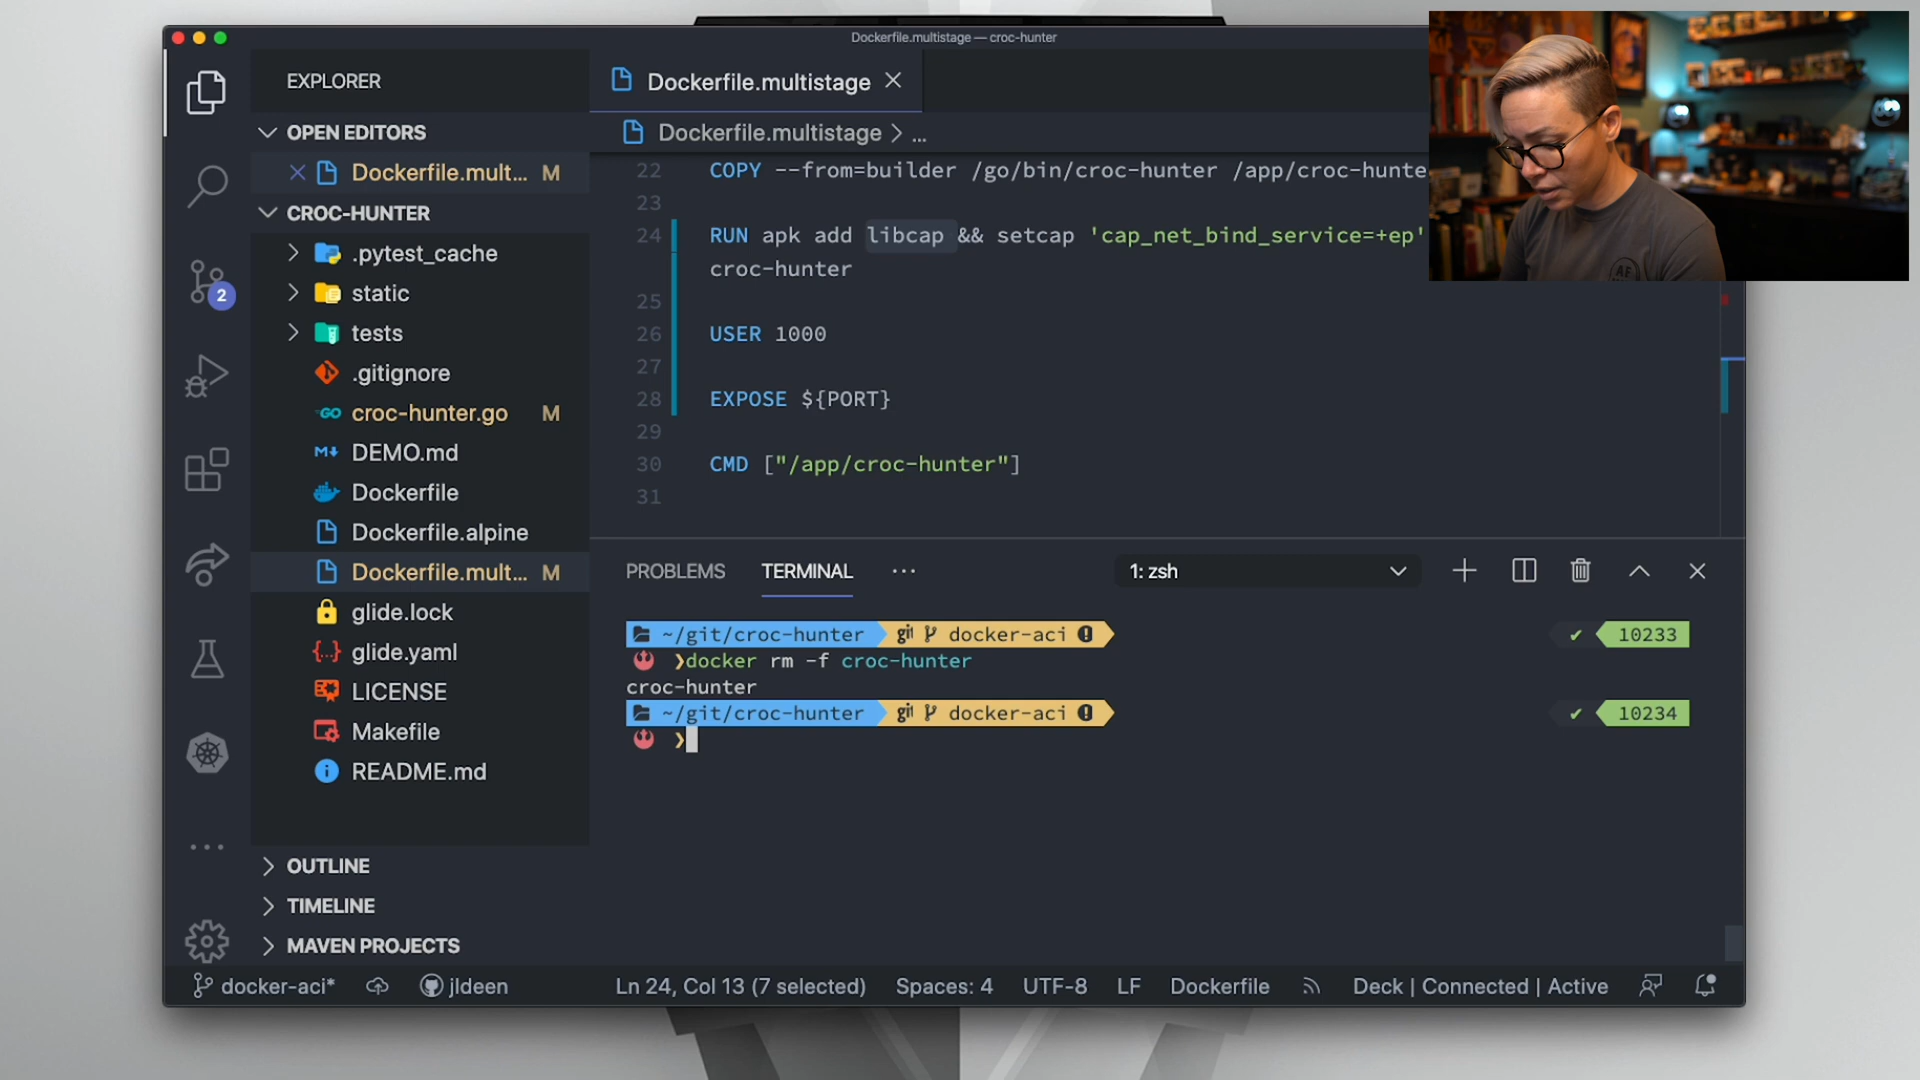 Dockerfile.multistage — croc-hunter
EXPLORER
OPEN EDITORS
Dockerfile.mult... M
CROC-HUNTER
.pytest_cache
static
tests
.gitignore
croc-hunter.go M
DEMO.md
Dockerfile
Dockerfile.alpine
Dockerfile.mult... M
glide.lock
glide.yaml
LICENSE
Makefile
README.md
OUTLINE
TIMELINE
MAVEN PROJECTS
2
Dockerfile.multistage
Dockerfile.multistage > ...
22 COPY --from=builder /go/bin/croc-hunter /app/croc-hunte
23
24 RUN apk add libcap && setcap 'cap_net_bind_service=+ep'
croc-hunter
25
26 USER 1000
27
28 EXPOSE ${PORT}
29
30 CMD ["/app/croc-hunter"]
31
PROBLEMS TERMINAL ... 1: zsh
~/git/croc-hunter git docker-aci 10233
❯docker rm -f croc-hunter
croc-hunter
~/git/croc-hunter git docker-aci 10234
❯
docker-aci* jldeen Ln 24, Col 13 (7 selected) Spaces: 4 UTF-8 LF Dockerfile Deck | Connected | Active